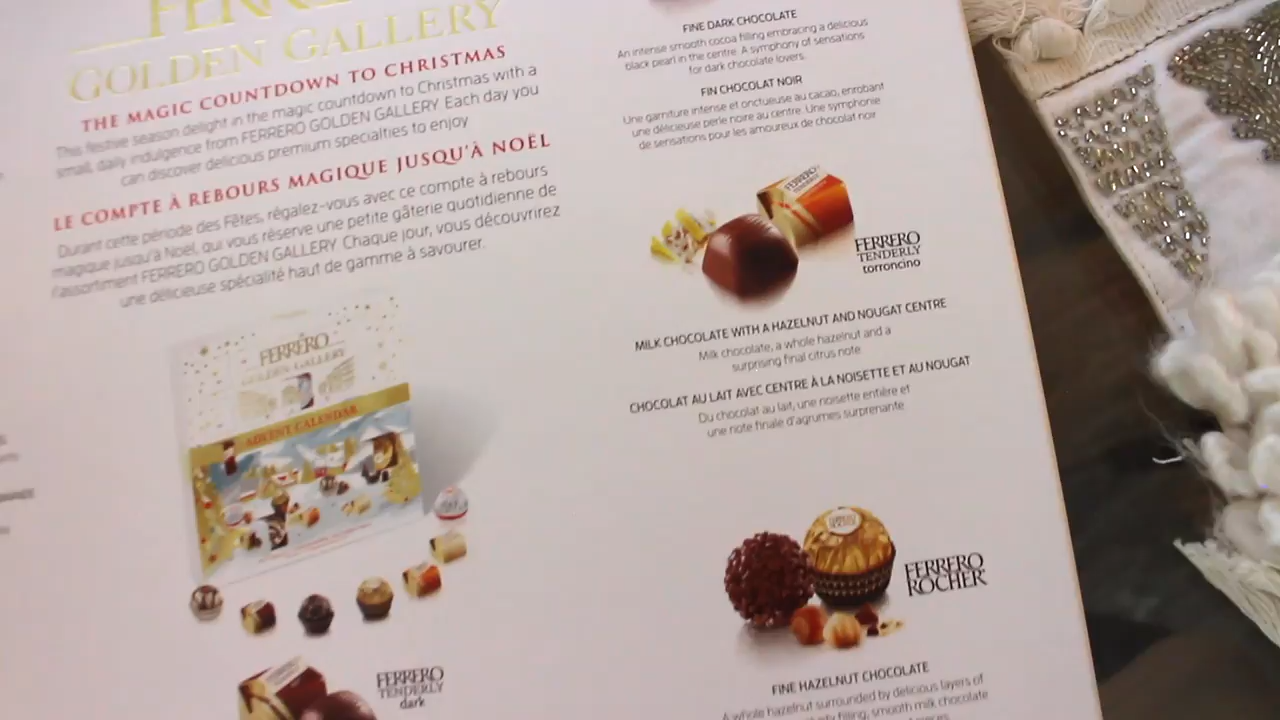 FERRERO
GOLDEN GALLERY
THE MAGIC COUNTDOWN TO CHRISTMAS
This festive season delight in the magic countdown to Christmas with a
small, daily indulgence from FERRERO GOLDEN GALLERY. Each day you
can discover delicious premium specialties to enjoy
LE COMPTE À REBOURS MAGIQUE JUSQU'À NOËL
Durant cette période des Fêtes, régalez-vous avec ce compte à rebours
magique jusqu'à Noël, qui vous réserve une petite gâterie quotidienne de
l'assortiment FERRERO GOLDEN GALLERY. Chaque jour, vous découvrirez
une délicieuse spécialité haut de gamme à savourer.
FERRERO
GOLDEN GALLERY
ADVENT CALENDAR
FERRERO
TENDERLY
dark
FINE DARK CHOCOLATE
An intense smooth cocoa filling embracing a delicious
black pearl in the centre. A symphony of sensations
for dark chocolate lovers.
FIN CHOCOLAT NOIR
Une garniture intense et onctueuse au cacao, enrobant
une délicieuse perle noire au centre. Une symphonie
de sensations pour les amoureux de chocolat noir
FERRERO
FERRERO
TENDERLY
torroncino
MILK CHOCOLATE WITH A HAZELNUT AND NOUGAT CENTRE
Milk chocolate, a whole hazelnut and a
surprising final citrus note.
CHOCOLAT AU LAIT AVEC CENTRE À LA NOISETTE ET AU NOUGAT
Du chocolat au lait, une noisette entière et
une note finale d'agrumes surprenante
FERRERO
ROCHER
FINE HAZELNUT CHOCOLATE
A whole hazelnut surrounded by delicious layers of
filling, smooth milk chocolate